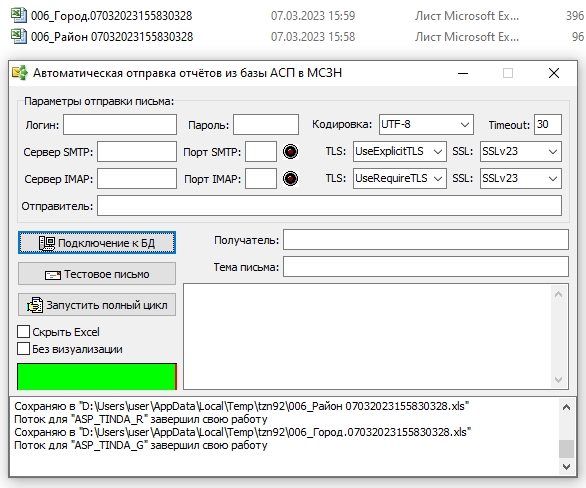 006_Город.07032023155830328 07.03.2023 15:59 Лист Microsoft Ex... 396
006_Район 07032023155830328 07.03.2023 15:58 Лист Microsoft Ex... 96
Автоматическая отправка отчётов из базы АСП в МСЗН
Параметры отправки письма:
Логин: Пароль: Кодировка: UTF-8 Timeout: 30
Сервер SMTP: Порт SMTP: TLS: UseExplicitTLS SSL: SSLv23
Сервер IMAP: Порт IMAP: TLS: UseRequireTLS SSL: SSLv23
Отправитель:
Подключение к БД Получатель:
Тестовое письмо Тема письма:
Запустить полный цикл
Скрыть Excel
Без визуализации
Сохраняю в "D:\Users\user\AppData\Local\Temp\tzn92\006_Район 07032023155830328.xls"
Поток для "ASP_TINDA_R" завершил свою работу
Сохраняю в "D:\Users\user\AppData\Local\Temp\tzn92\006_Город.07032023155830328.xls"
Поток для "ASP_TINDA_G" завершил свою работу